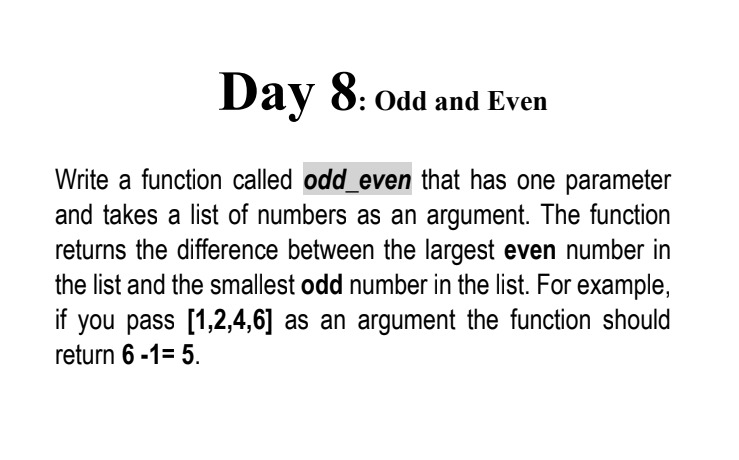 Day 8: Odd and Even
Write a function called odd_even that has one parameter
and takes a list of numbers as an argument. The function
returns the difference between the largest even number in
the list and the smallest odd number in the list. For example,
if you pass [1,2,4,6] as an argument the function should
return 6 -1= 5.